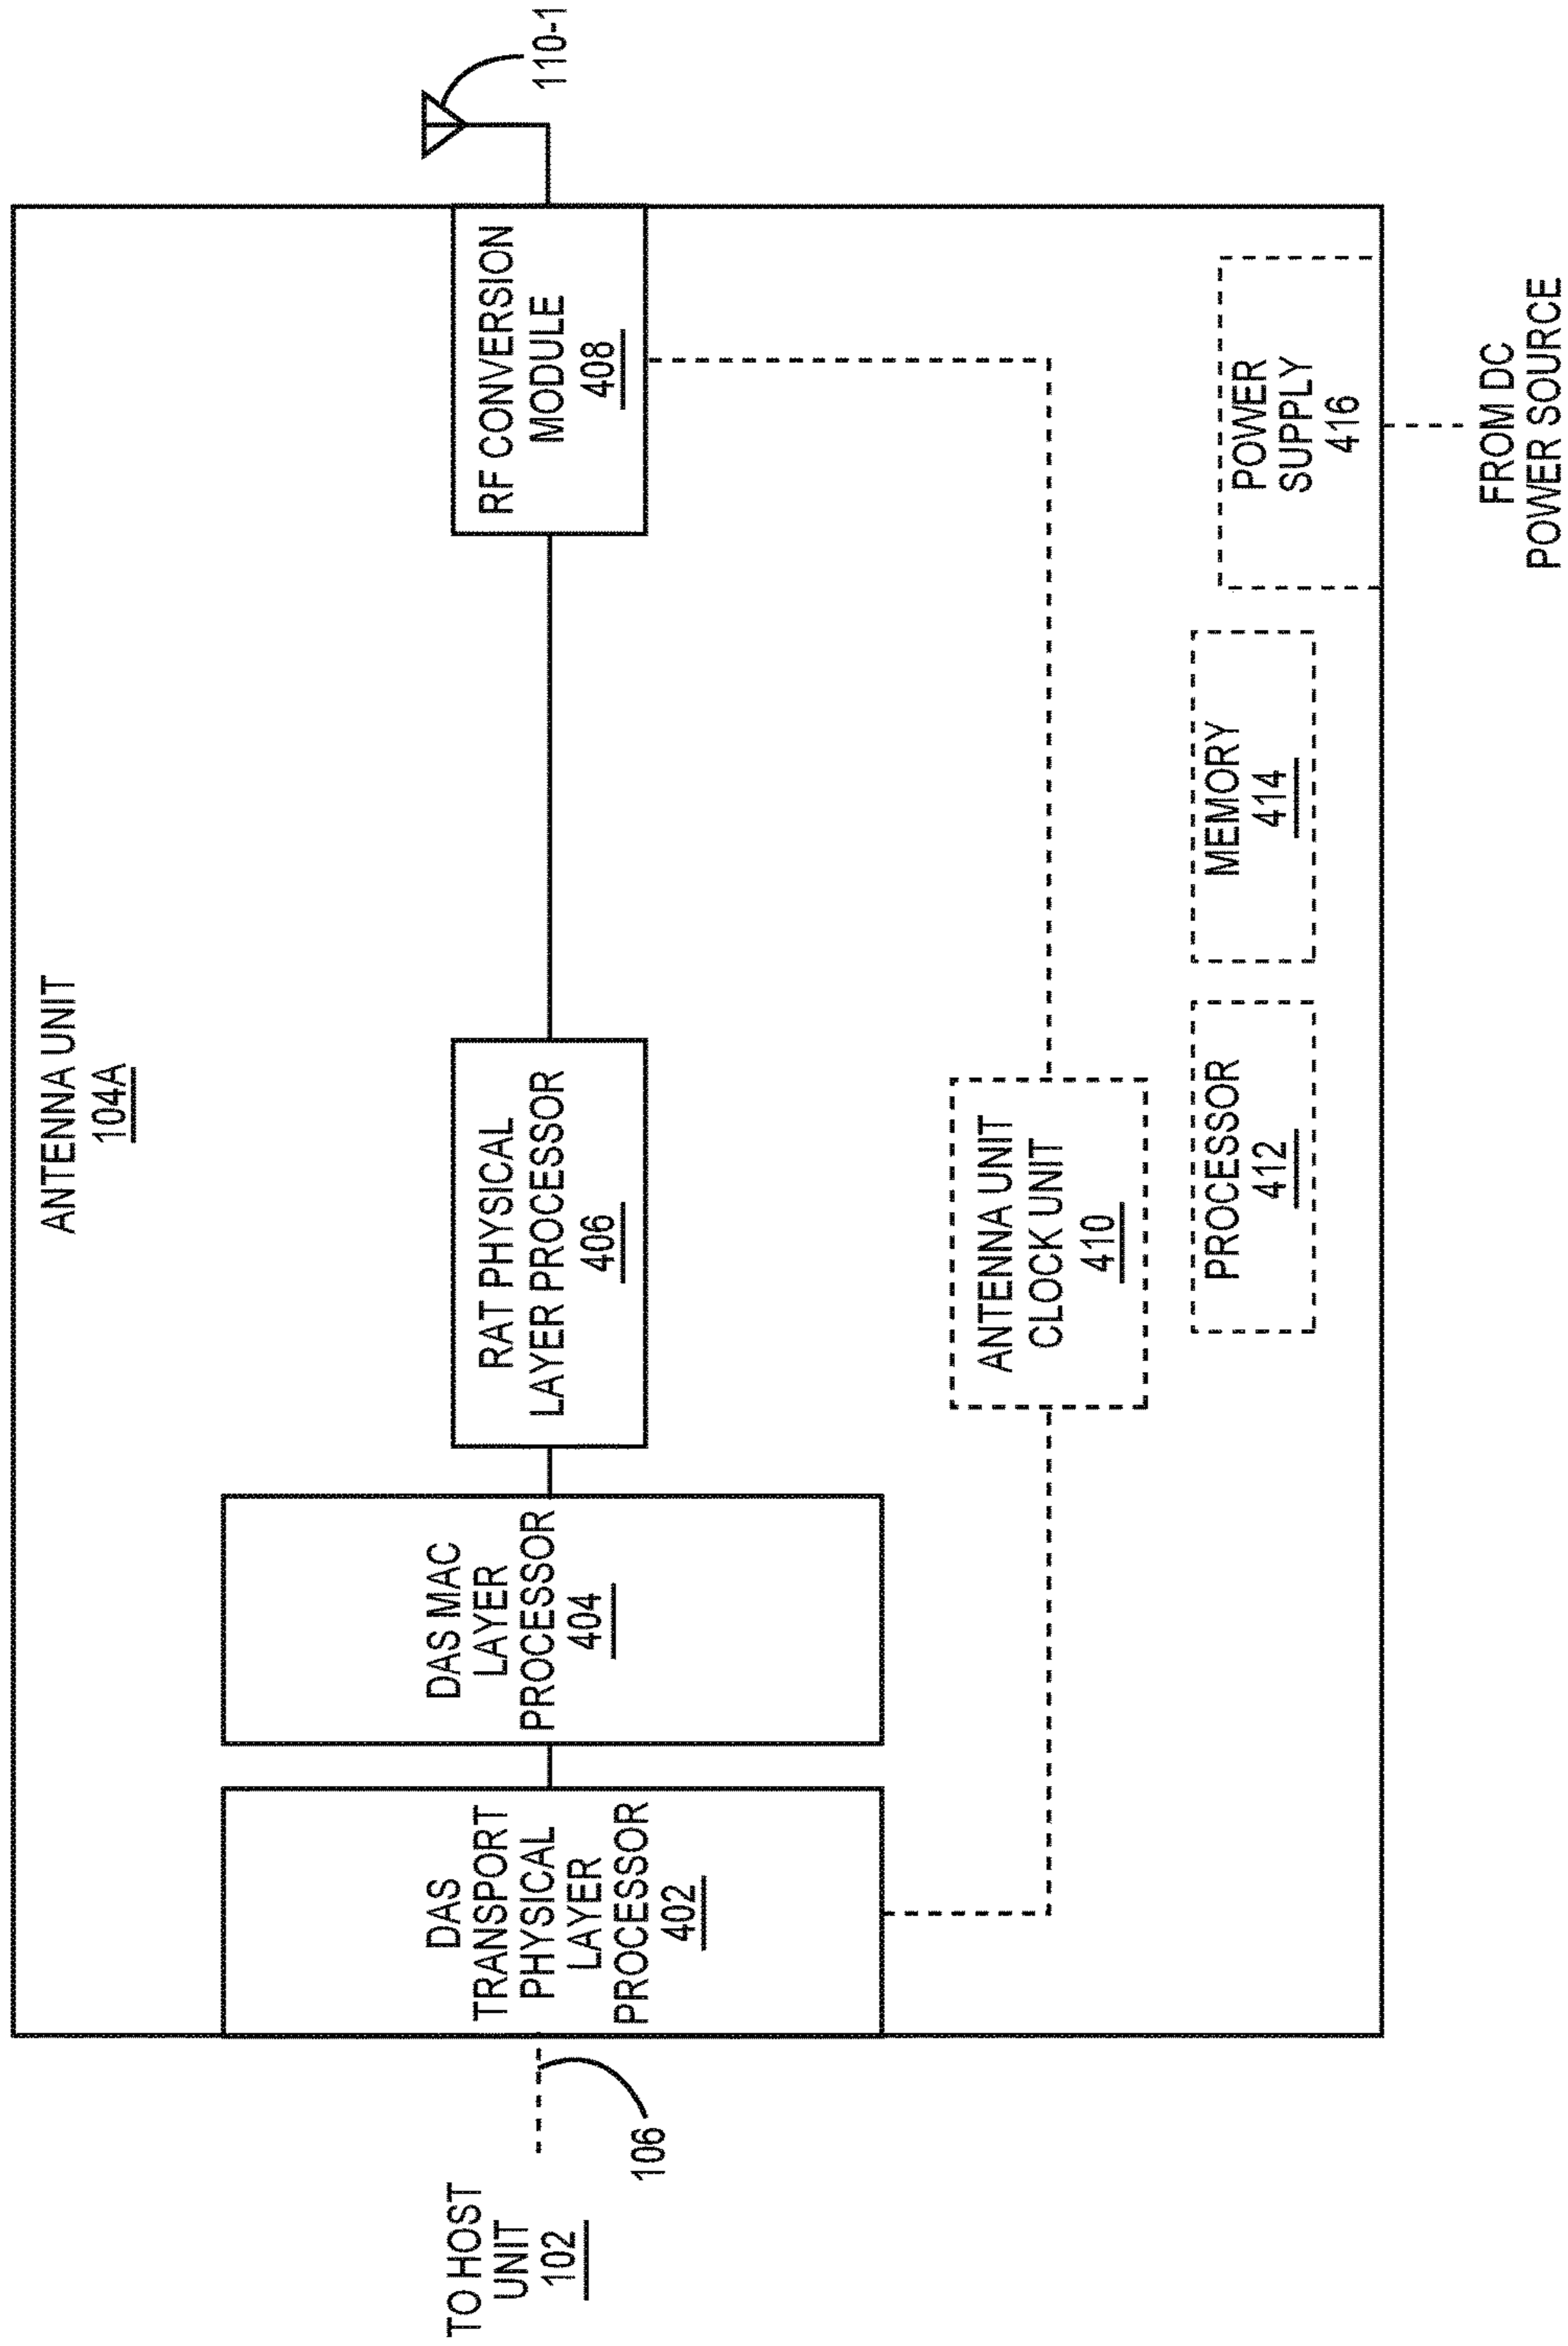 ANTENNA UNIT
104A
TO HOST
UNIT
102
106
DAS
TRANSPORT
PHYSICAL
LAYER
PROCESSOR
402
DAS MAC
LAYER
PROCESSOR
404
RAT PHYSICAL
LAYER PROCESSOR
406
RF CONVERSION
MODULE
408
110-1
ANTENNA UNIT
CLOCK UNIT
410
PROCESSOR
412
MEMORY
414
POWER
SUPPLY
416
FROM DC
POWER SOURCE